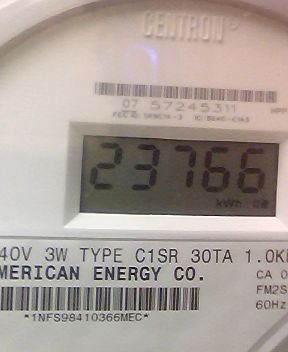 CENTRON®
07 57245311
23766
kWh
40V 3W TYPE C1SR 30TA 1.0K
MERICAN ENERGY CO.
CA 0
FM2S
60Hz
*1NFS98410366MEC*